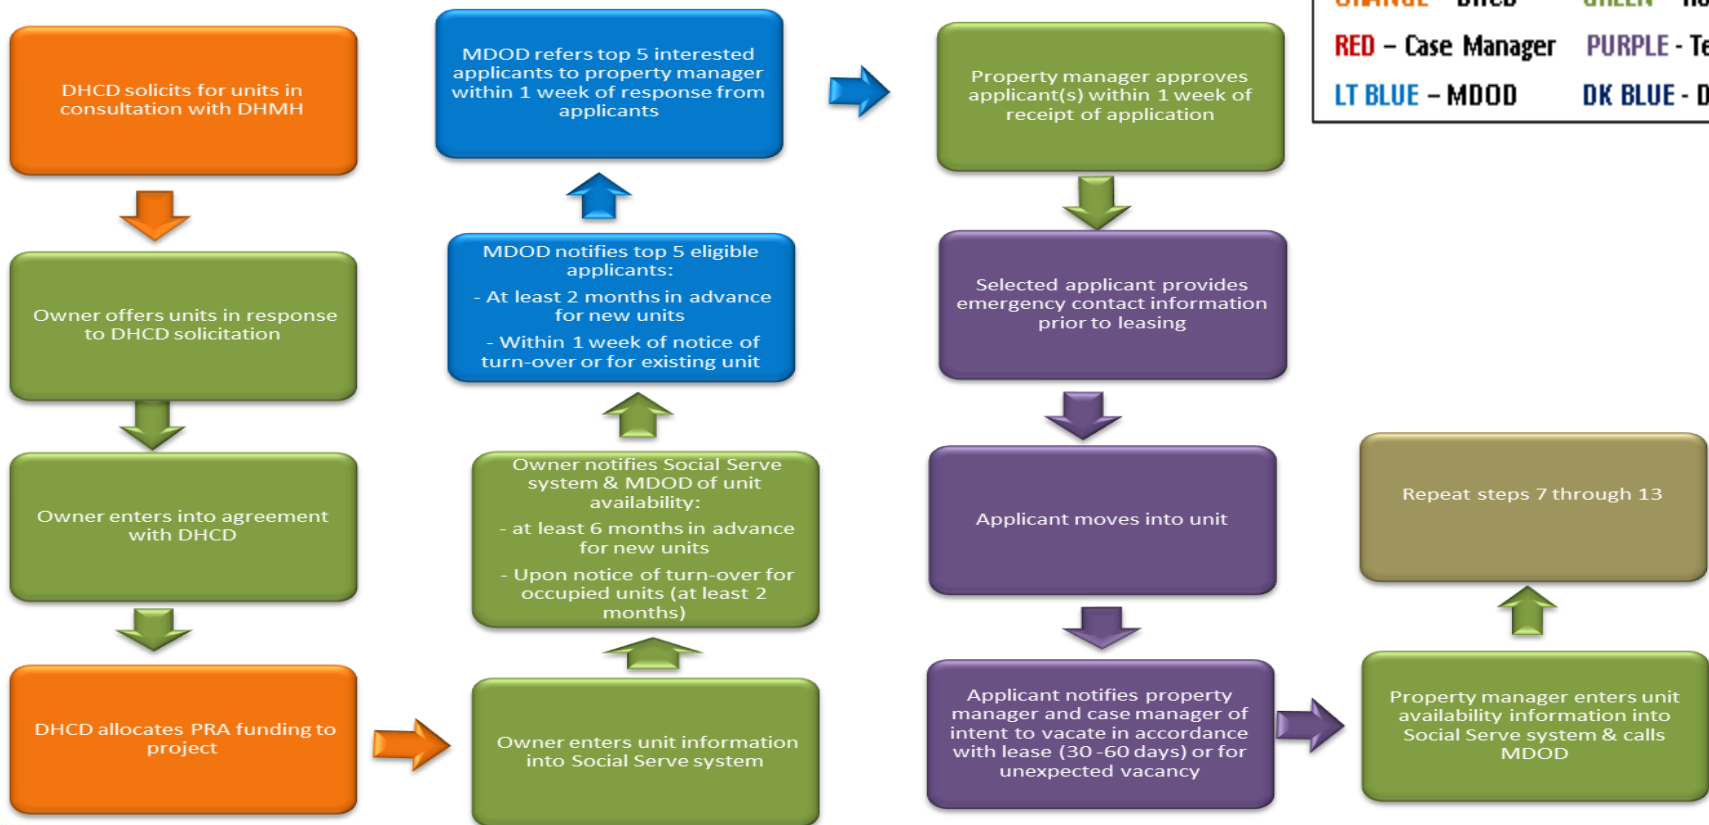 DHCD solicits for units in
consultation with DHMH
Owner offers units in response
to DHCD solicitation
Owner enters into agreement
with DHCD
DHCD allocates PRA funding to
project
Owner enters unit information
into Social Serve system
Owner notifies Social Serve
system & MDOD of unit
availability:
- at least 6 months in advance
for new units
- Upon notice of turn-over for
occupied units (at least 2
months)
MDOD notifies top 5 eligible
applicants:
- At least 2 months in advance
for new units
- Within 1 week of notice of
turn-over or for existing unit
MDOD refers top 5 interested
applicants to property manager
within 1 week of response from
applicants
Property manager approves
applicant(s) within 1 week of
receipt of application
Selected applicant provides
emergency contact information
prior to leasing
Applicant moves into unit
Applicant notifies property
manager and case manager of
intent to vacate in accordance
with lease (30 -60 days) or for
unexpected vacancy
Property manager enters unit
availability information into
Social Serve system & calls
MDOD
Repeat steps 7 through 13
ORANGE – DHCD GREEN –
RED – Case Manager PURPLE -
LT BLUE – MDOD DK BLUE -